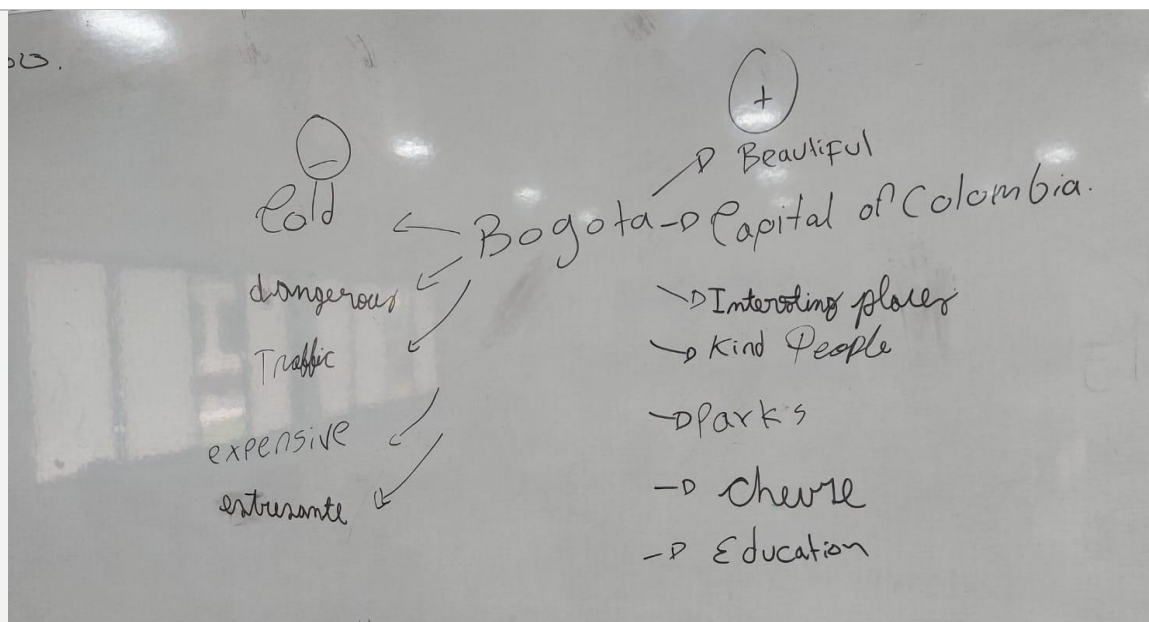 +
-
Beautiful
Cold
Bogota
Capital of Colombia.
dangerous
Interesting places
Traffic
Kind People
expensive
Parks
estresante
chevre
Education